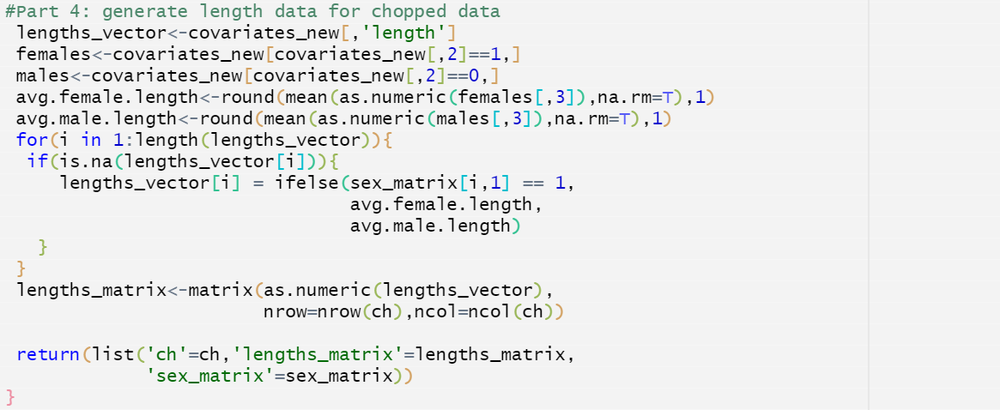 #Part 4: generate length data for chopped data
lengths_vector<-covariates_new[,'length']
females<-covariates_new[covariates_new[,2]==1,]
males<-covariates_new[covariates_new[,2]==0,]
avg.female.length<-round(mean(as.numeric(females[,3]),na.rm=T),1)
avg.male.length<-round(mean(as.numeric(males[,3]),na.rm=T),1)
for(i in 1:length(lengths_vector)){
if(is.na(lengths_vector[i])){
lengths_vector[i] = ifelse(sex_matrix[i,1] == 1,
avg.female.length,
avg.male.length)
}
}
lengths_matrix<-matrix(as.numeric(lengths_vector),
nrow=nrow(ch),ncol=ncol(ch))
return(list('ch'=ch,'lengths_matrix'=lengths_matrix,
'sex_matrix'=sex_matrix))
}